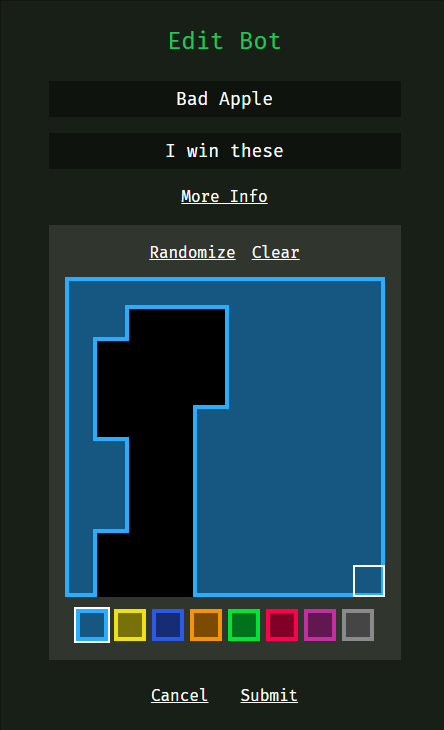 Edit Bot
Bad Apple
I win these
More Info
Randomize Clear
Cancel Submit